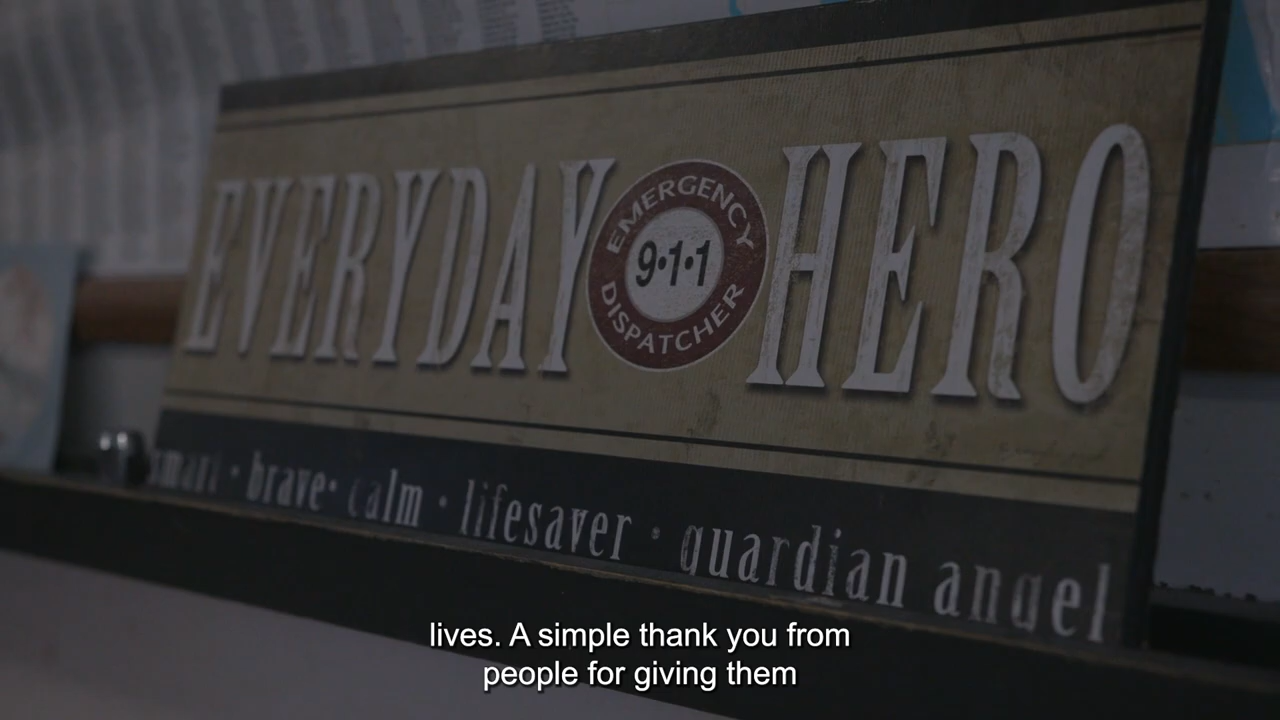 EVERYDAY HERO
EMERGENCY
9·1·1
DISPATCHER
smart · brave · calm · lifesaver · guardian angel
lives. A simple thank you from
people for giving them